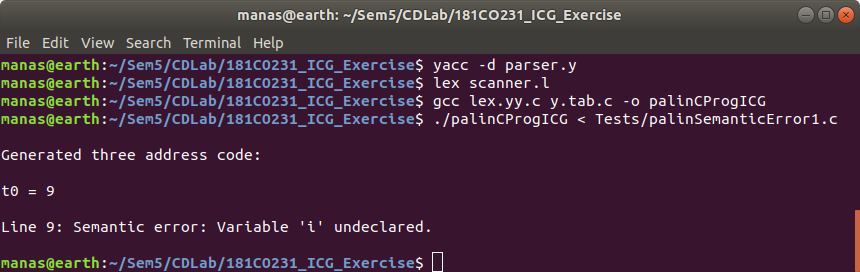 manas@earth: ~/Sem5/CDLab/181CO231_ICG_Exercise
File Edit View Search Terminal Help
manas@earth:~/Sem5/CDLab/181CO231_ICG_Exercise$ yacc -d parser.y
manas@earth:~/Sem5/CDLab/181CO231_ICG_Exercise$ lex scanner.l
manas@earth:~/Sem5/CDLab/181CO231_ICG_Exercise$ gcc lex.yy.c y.tab.c -o palinCProgICG
manas@earth:~/Sem5/CDLab/181CO231_ICG_Exercise$ ./palinCProgICG < Tests/palinSemanticError1.c
Generated three address code:
t0 = 9
Line 9: Semantic error: Variable 'i' undeclared.
manas@earth:~/Sem5/CDLab/181CO231_ICG_Exercise$